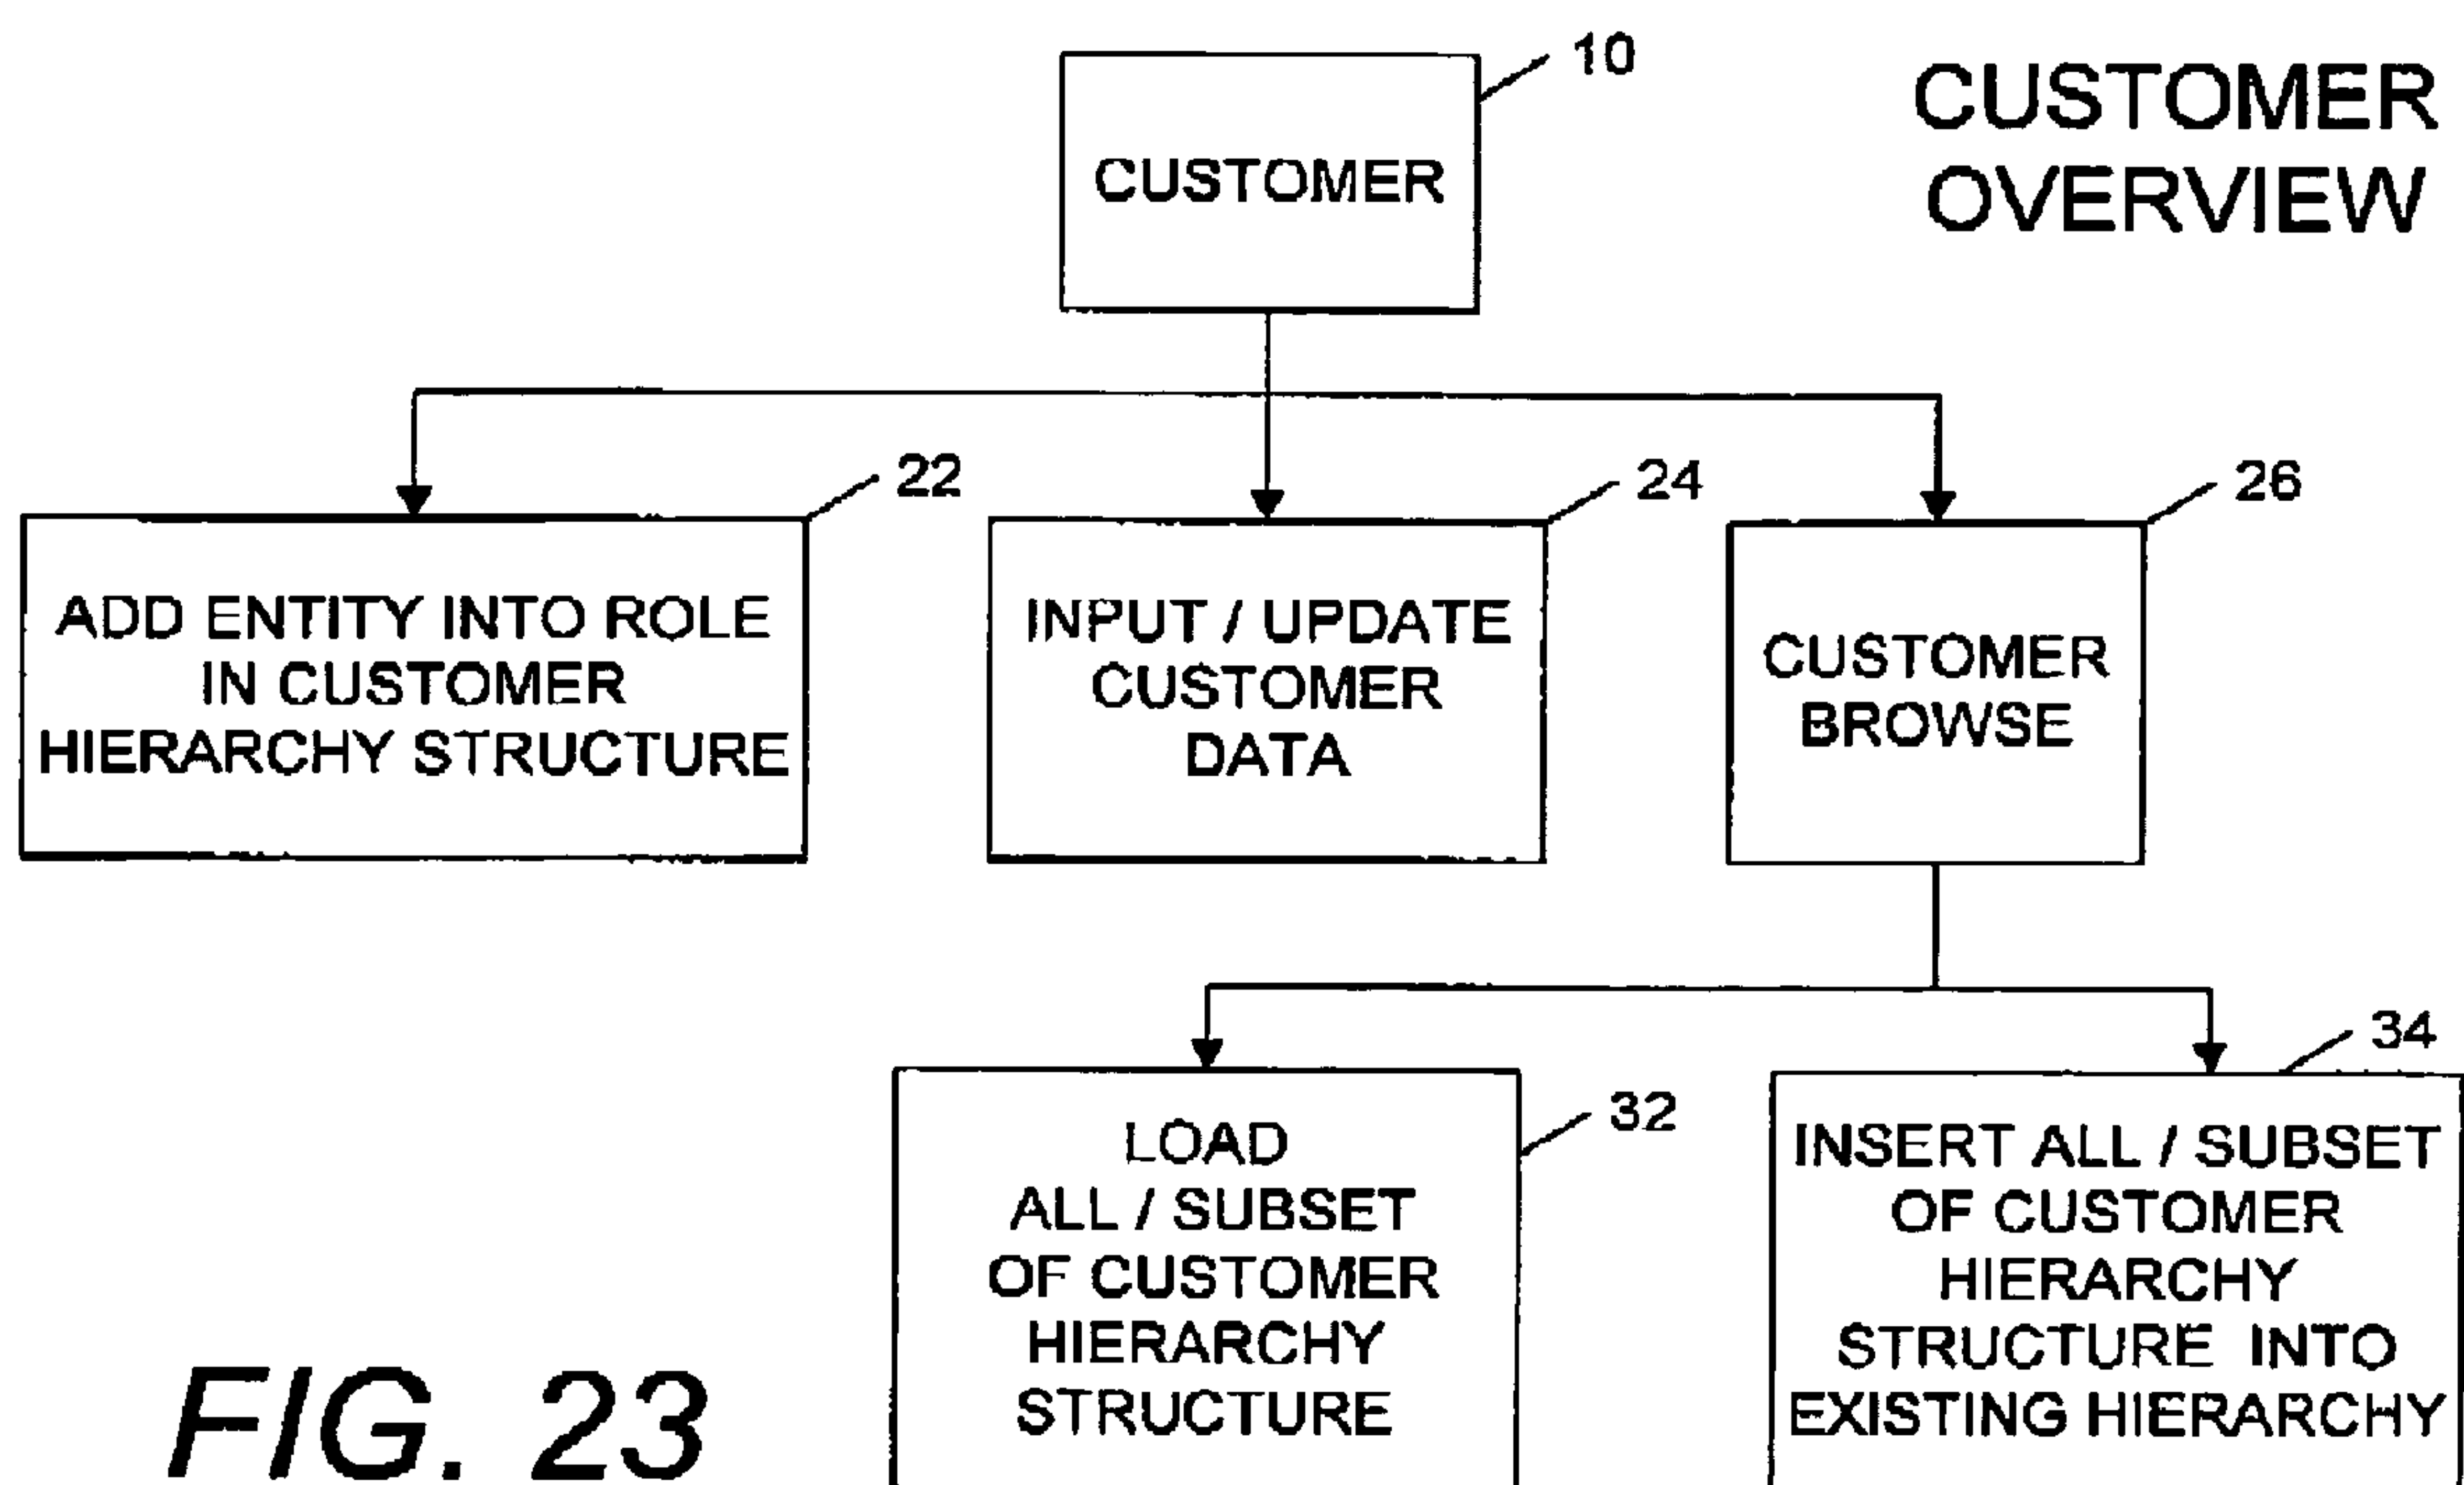 10
CUSTOMER
OVERVIEW
CUSTOMER
22
24
26
ADD ENTITY INTO ROLE
IN CUSTOMER
HIERARCHY STRUCTURE
INPUT / UPDATE
CUSTOMER
DATA
CUSTOMER
BROWSE
32
34
LOAD
ALL / SUBSET
OF CUSTOMER
HIERARCHY
STRUCTURE
INSERT ALL / SUBSET
OF CUSTOMER
HIERARCHY
STRUCTURE INTO
EXISTING HIERARCHY
FIG. 23